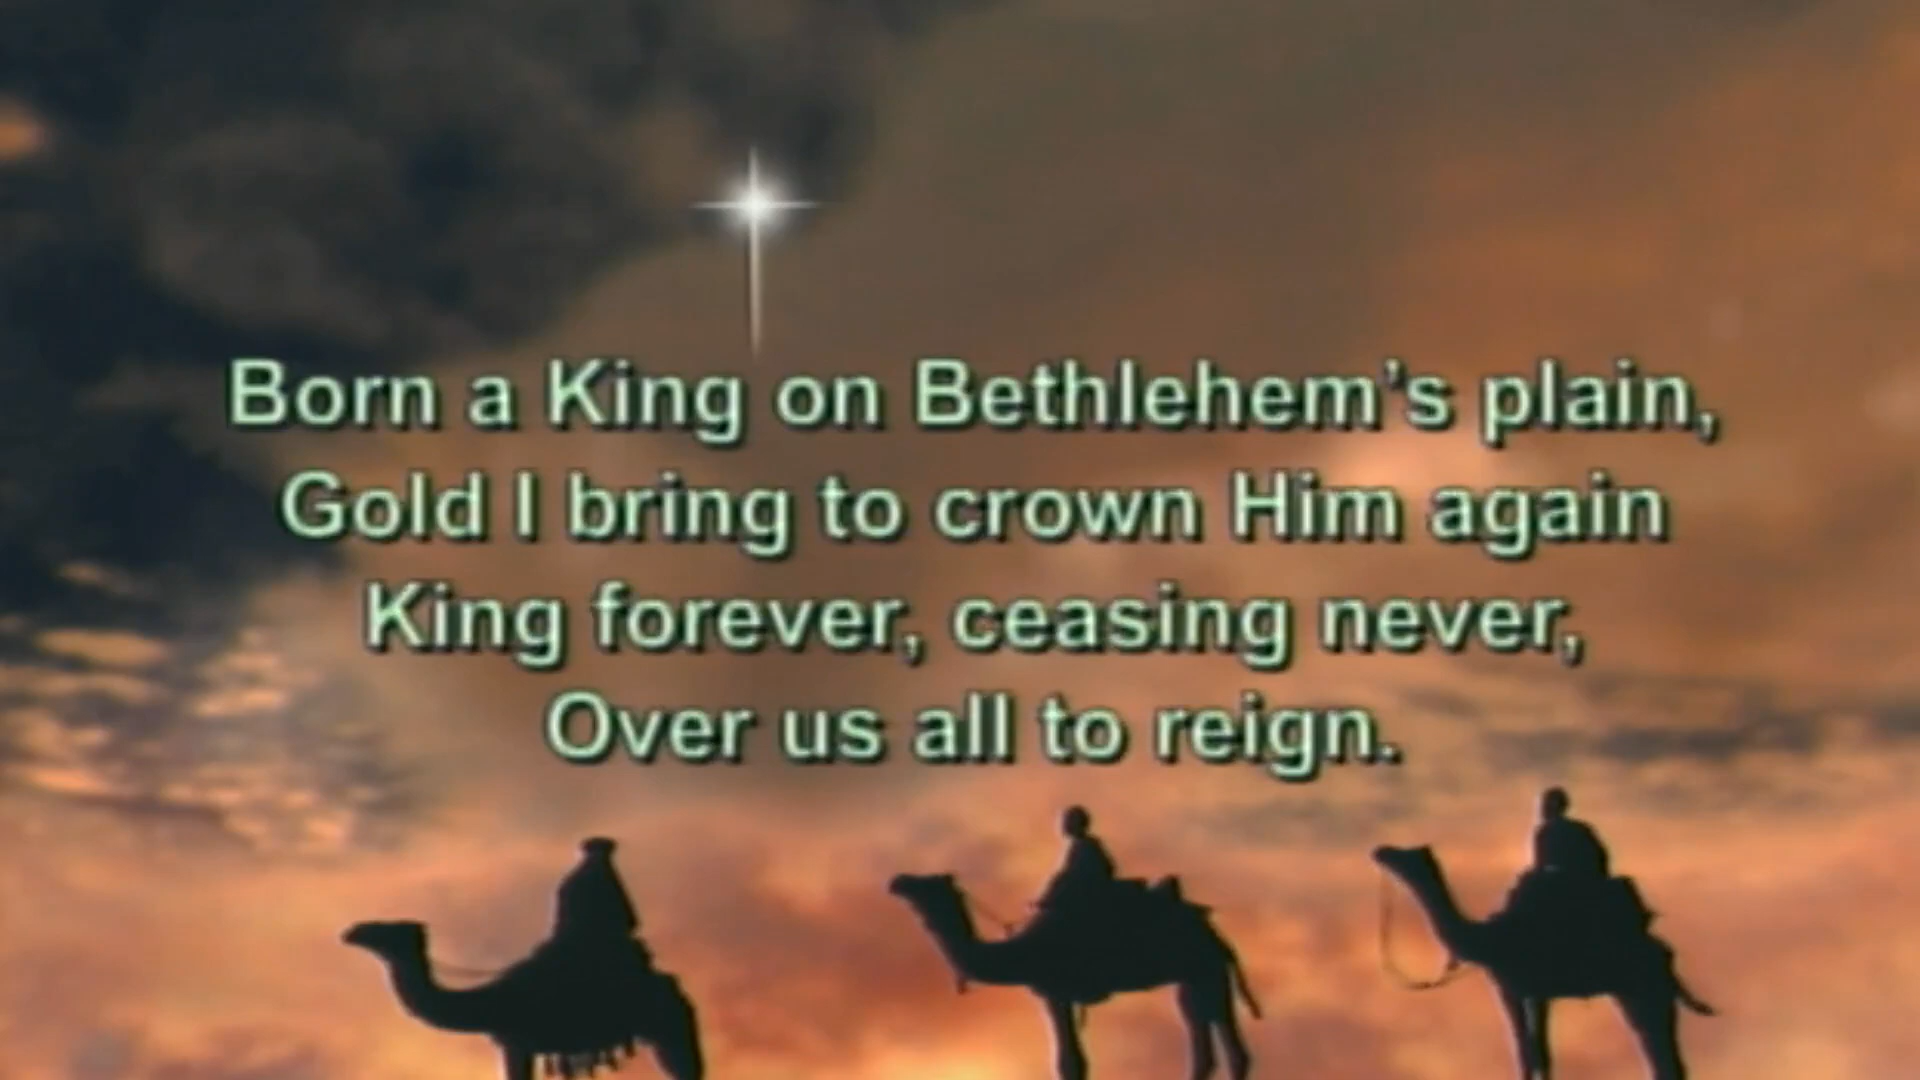 Born a King on Bethlehem's plain,
Gold I bring to crown Him again
King forever, ceasing never,
Over us all to reign.